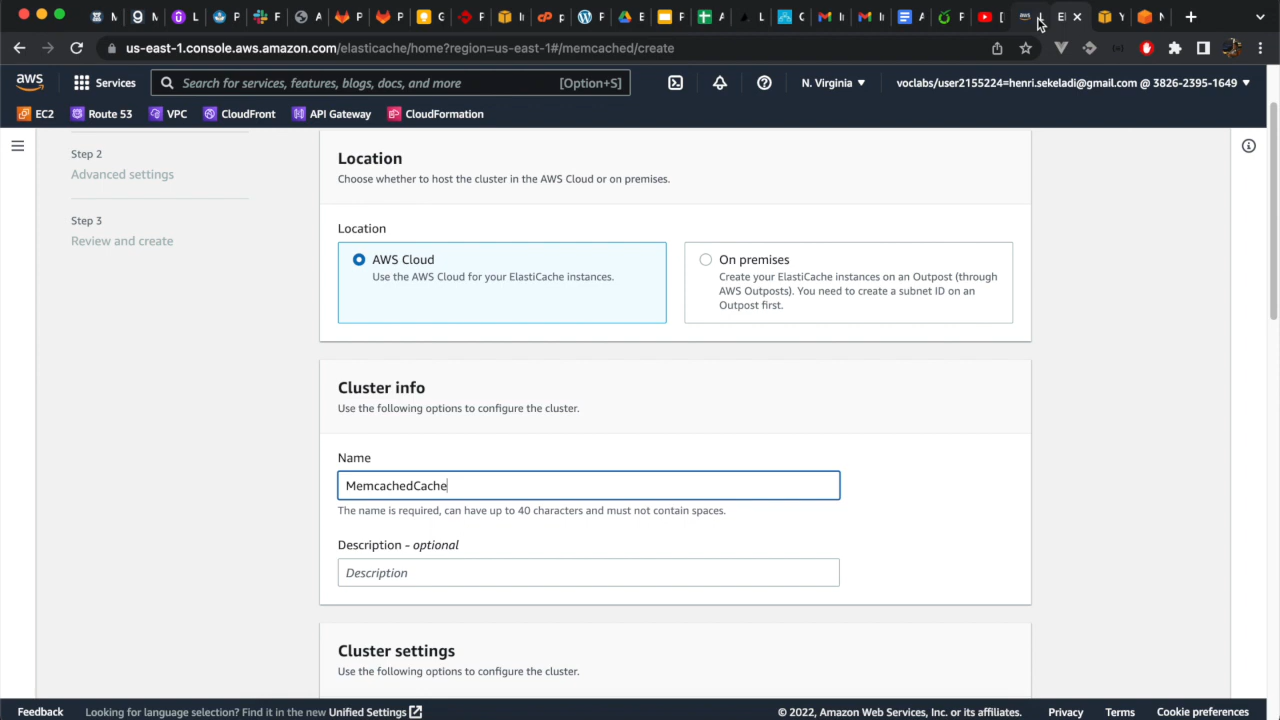 us-east-1.console.aws.amazon.com/elasticache/home?region=us-east-1#/memcached/create
aws
Services
Search for services, features, blogs, docs, and more
[Option+S]
N. Virginia
voclabs/user2155224=henri.sekeladi@gmail.com @ 3826-2395-1649
EC2
Route 53
VPC
CloudFront
API Gateway
CloudFormation
Step 2
Advanced settings
Step 3
Review and create
Location
Choose whether to host the cluster in the AWS Cloud or on premises.
Location
AWS Cloud
Use the AWS Cloud for your ElastiCache instances.
On premises
Create your ElastiCache instances on an Outpost (through
AWS Outposts). You need to create a subnet ID on an
Outpost first.
Cluster info
Use the following options to configure the cluster.
Name
MemcachedCache
The name is required, can have up to 40 characters and must not contain spaces.
Description - optional
Description
Cluster settings
Use the following options to configure the cluster.
Feedback
Looking for language selection? Find it in the new Unified Settings
© 2022, Amazon Web Services, Inc. or its affiliates.
Privacy
Terms
Cookie preferences